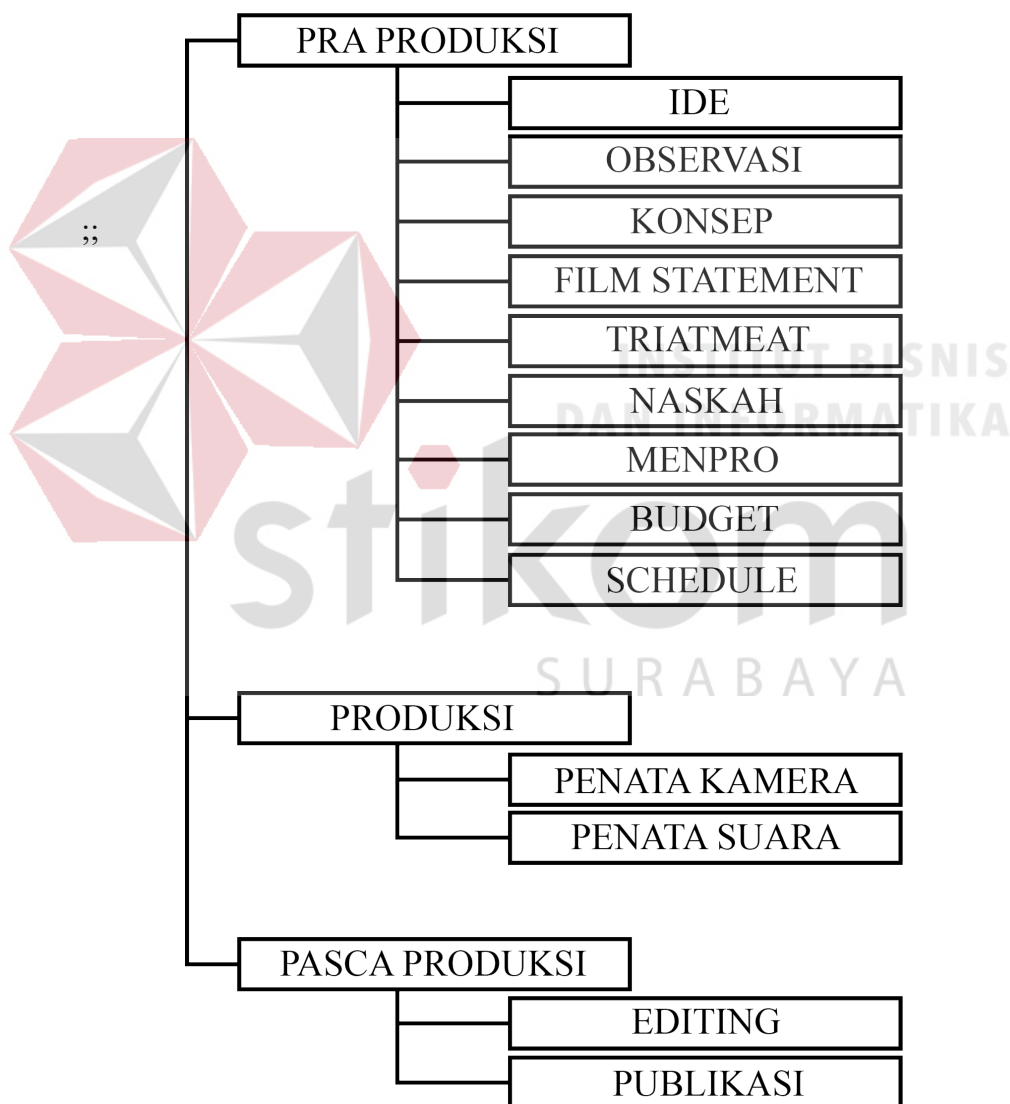 PRA PRODUKSI
IDE
OBSERVASI
KONSEP
;;
FILM STATEMENT
TRIATMEAT
INSTITUT BISNIS
NASKAH
DAN INFORMATIKA
MENPRO
stikom
BUDGET
SCHEDULE
SURABAYA
PRODUKSI
PENATA KAMERA
PENATA SUARA
PASCA PRODUKSI
EDITING
PUBLIKASI